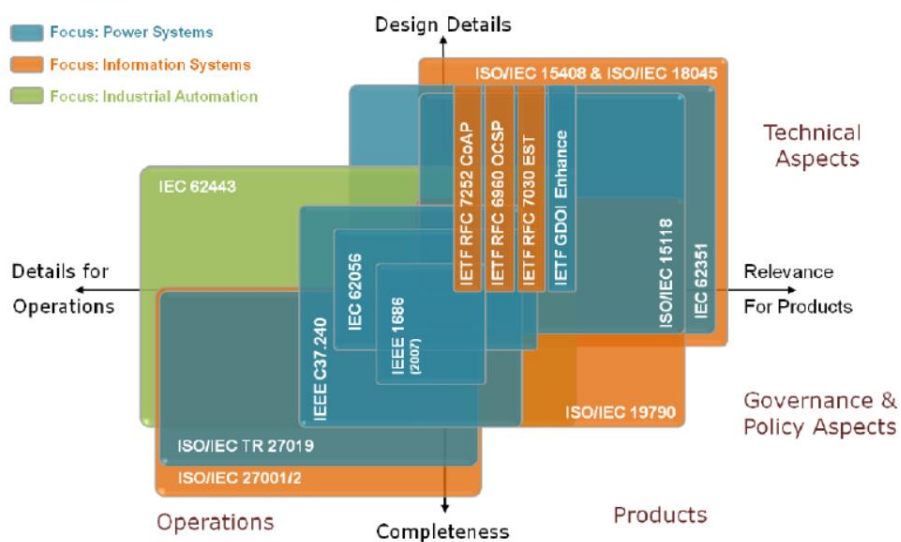 Focus: Power Systems
Focus: Information Systems
Focus: Industrial Automation
Design Details
ISO/IEC 15408 & ISO/IEC 18045
Technical
Aspects
IEC 62443
IETF RFC 7252 CoAP
IETF RFC 6960 OCSP
IETF RFC 7030 EST
IETF GDOI Enhance
ISO/IEC 15118
IEC 62351
Details for
Operations
Relevance
For Products
IEEE C37.240
IEC 62056
IEEE 1686
(2007)
ISO/IEC 19790
Governance &
Policy Aspects
ISO/IEC TR 27019
ISO/IEC 27001/2
Operations
Completeness
Products